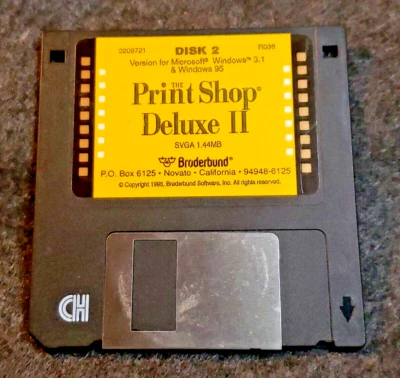 0209721 DISK 2 R036
Version for Microsoft® Windows™ 3.1
& Windows 95
THE
Print Shop®
Deluxe II
SVGA 1.44MB
Brøderbund®
P.O. Box 6125 • Novato • California • 94948-6125
© Copyright 1995, Brøderbund Software, Inc. All rights reserved.
CH